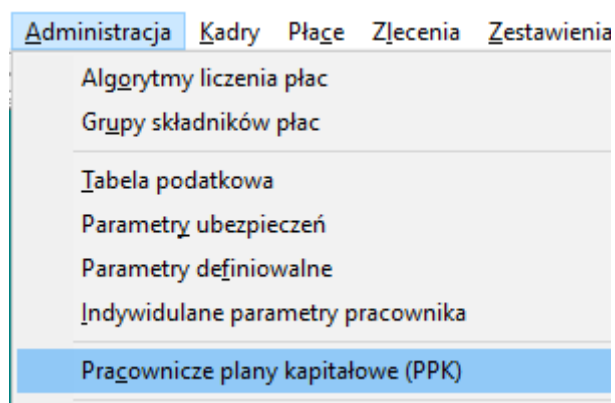 Administracja Kadry Płace Zlecenia Zestawienia
Algorytmy liczenia płac
Grupy składników płac
Tabela podatkowa
Parametry ubezpieczeń
Parametry definiowalne
Indywidulane parametry pracownika
Pracownicze plany kapitałowe (PPK)